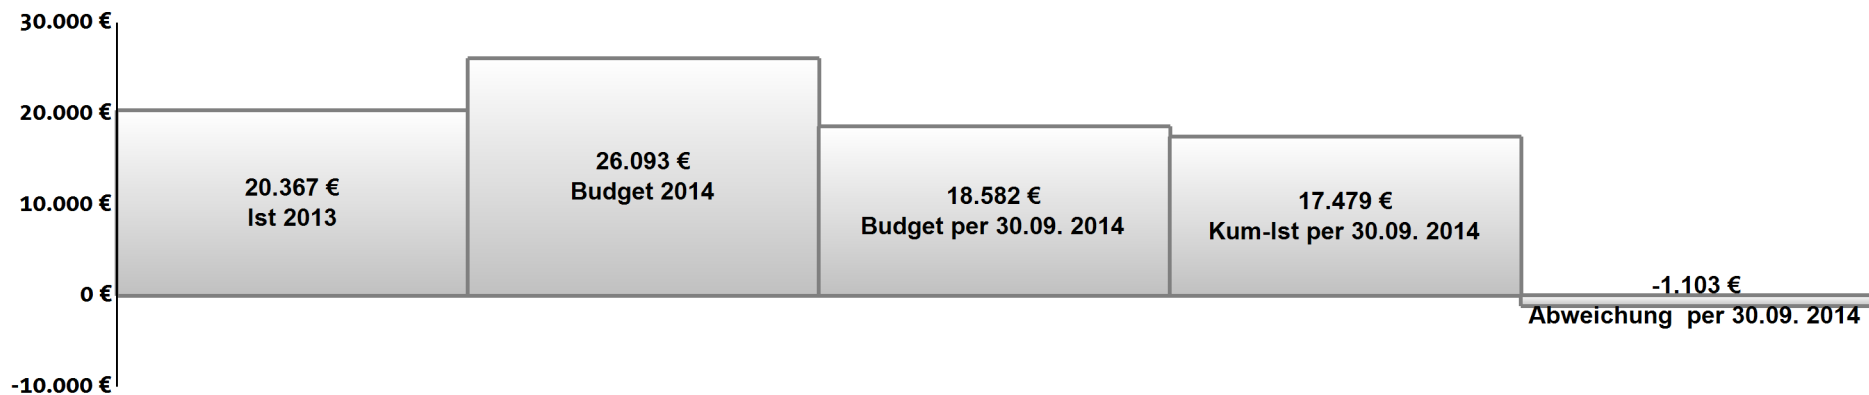 30.000 €
20.000 €
10.000 €
0 €
-10.000 €
20.367 €
Ist 2013
26.093 €
Budget 2014
18.582 €
Budget per 30.09. 2014
17.479 €
Kum-Ist per 30.09. 2014
-1.103 €
Abweichung  per 30.09. 2014